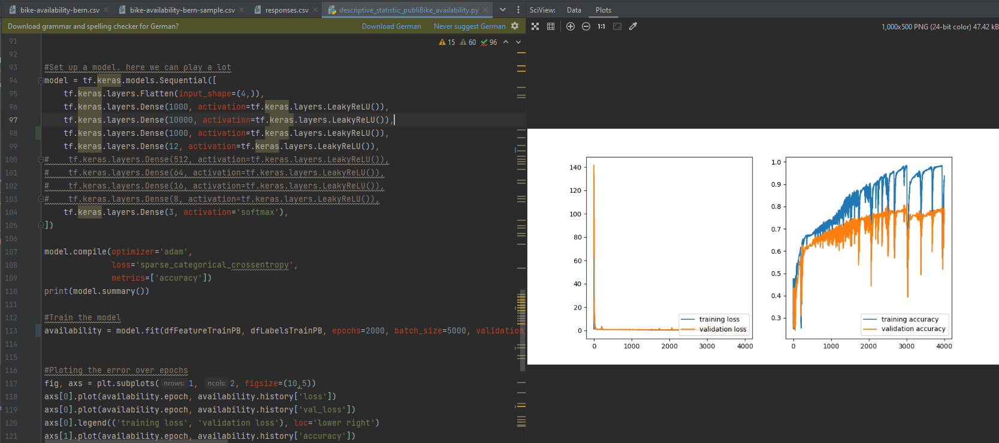 bike-availability-bern.csv bike-availability-bern-sample.csv responses.csv descriptive_statistic_publiBike_availability.py SciView: Data Plots
Download grammar and spelling checker for German? Download German Never suggest German
1:1 1,000x500 PNG (24-bit color) 47.42 kB
15 60 96
91
92
93 #Set up a model. here we can play a lot
94 model = tf.keras.models.Sequential([
95 tf.keras.layers.Flatten(input_shape=(4,)),
96 tf.keras.layers.Dense(1000, activation=tf.keras.layers.LeakyReLU()),
97 tf.keras.layers.Dense(10000, activation=tf.keras.layers.LeakyReLU()),
98 tf.keras.layers.Dense(1000, activation=tf.keras.layers.LeakyReLU()),
99 tf.keras.layers.Dense(12, activation=tf.keras.layers.LeakyReLU()),
100 # tf.keras.layers.Dense(512, activation=tf.keras.layers.LeakyReLU()),
101 # tf.keras.layers.Dense(64, activation=tf.keras.layers.LeakyReLU()),
102 # tf.keras.layers.Dense(16, activation=tf.keras.layers.LeakyReLU()),
103 # tf.keras.layers.Dense(8, activation=tf.keras.layers.LeakyReLU()),
104 tf.keras.layers.Dense(3, activation='softmax'),
105 ])
106
107 model.compile(optimizer='adam',
108 loss='sparse_categorical_crossentropy',
109 metrics=['accuracy'])
110 print(model.summary())
111
112 #Train the model
113 availability = model.fit(dfFeatureTrainPB, dfLabelsTrainPB, epochs=2000, batch_size=5000, validation
114
115
116 #Ploting the error over epochs
117 fig, axs = plt.subplots( nrows: 1, ncols: 2, figsize=(10,5))
118 axs[0].plot(availability.epoch, availability.history['loss'])
119 axs[0].plot(availability.epoch, availability.history['val_loss'])
120 axs[0].legend(('training loss', 'validation loss'), loc='lower right')
121 axs[1].plot(availability.epoch, availability.history['accuracy'])
140
120
100
80
60
40
20
0
training loss
validation loss
0 1000 2000 3000 4000
1.0
0.9
0.8
0.7
0.6
0.5
0.4
0.3
training accuracy
validation accuracy
0 1000 2000 3000 4000